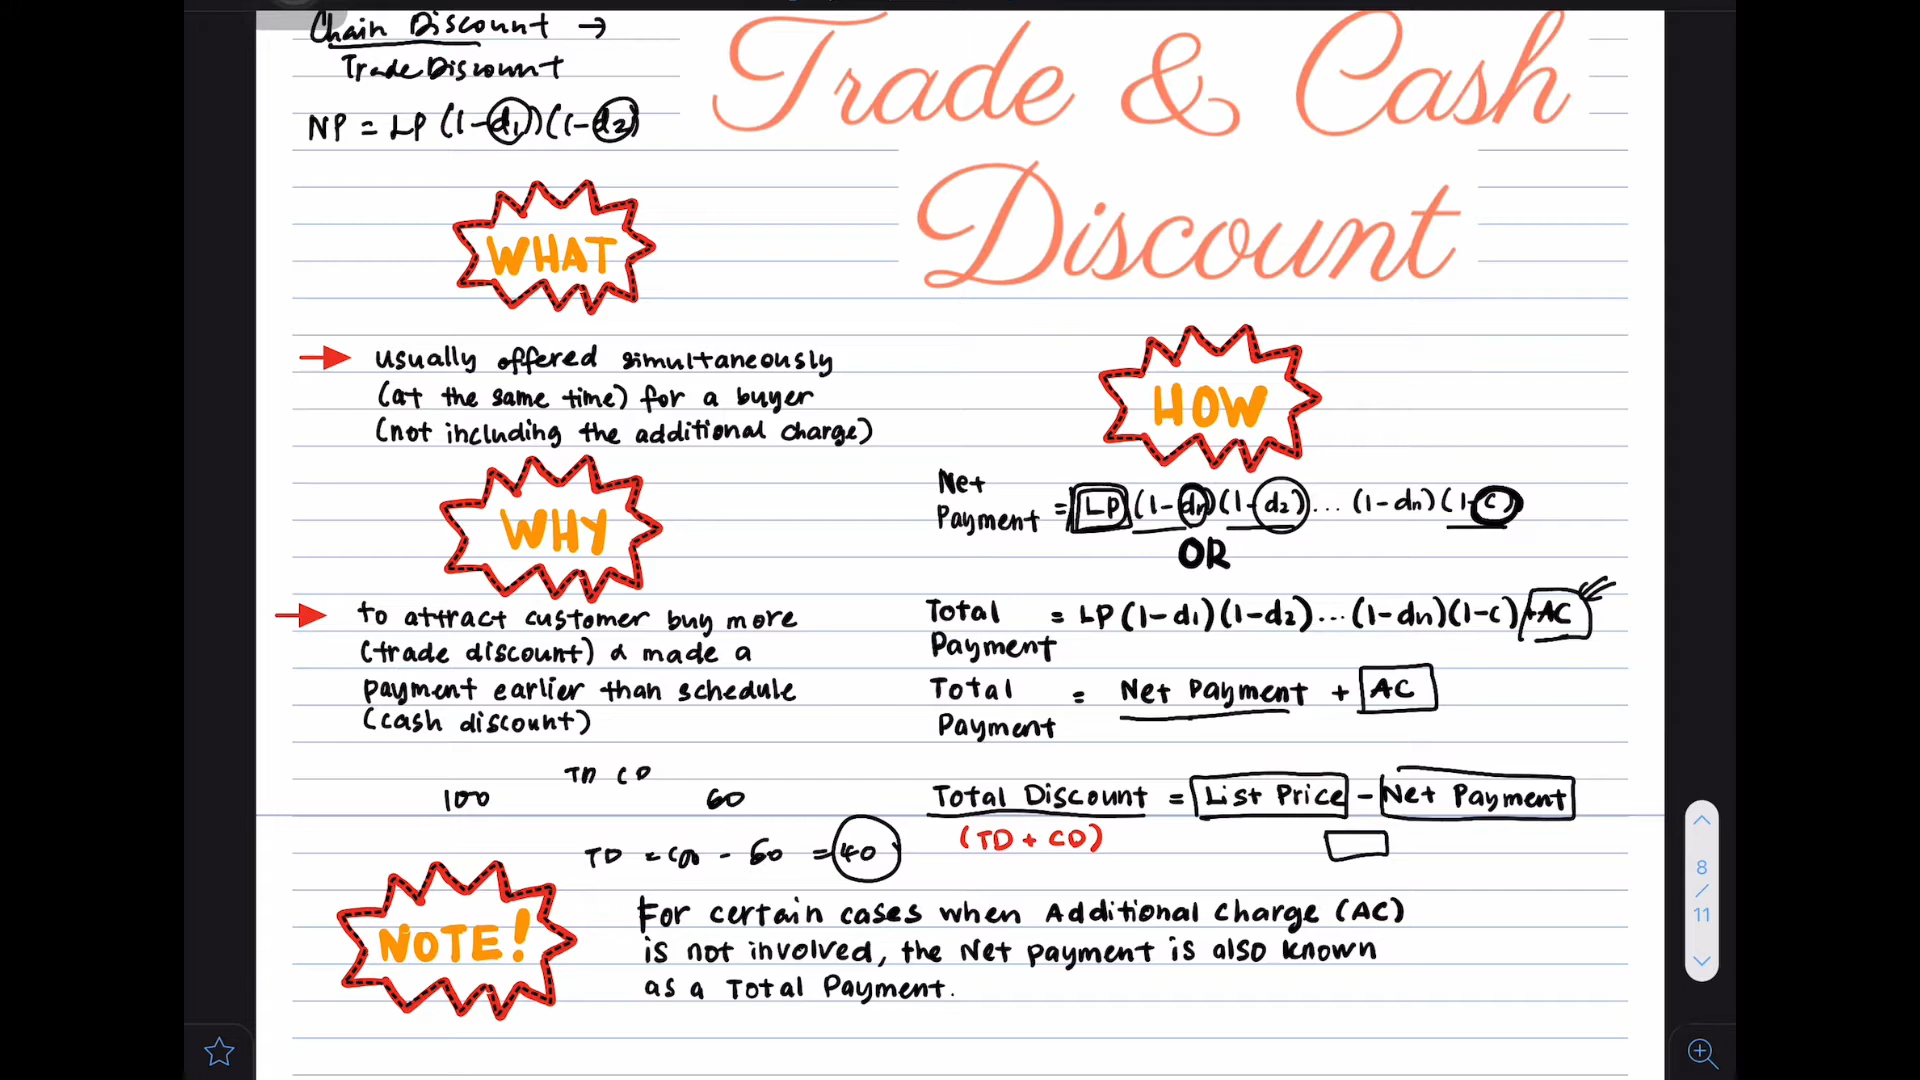 Chain Discount →
Trade Discount
NP = LP (1-d1)(1-d2)
Trade & Cash
Discount
WHAT
usually offered simultaneously
(at the same time) for a buyer
(not including the additional charge)
WHY
to attract customer buy more
(trade discount) & made a
payment earlier than schedule
(cash discount)
HOW
Net
Payment = LP (1-d1)(1-d2)...(1-dn)(1-c)
OR
Total
Payment = LP(1-d1)(1-d2)...(1-dn)(1-c)+AC
Total
Payment = Net Payment + AC
TD CD
100 60
TD = 100 - 60 = 40
Total Discount = List Price - Net Payment
(TD + CD)
NOTE!
For certain cases when Additional Charge (AC)
is not involved, the Net payment is also known
as a Total Payment.
8
/
11